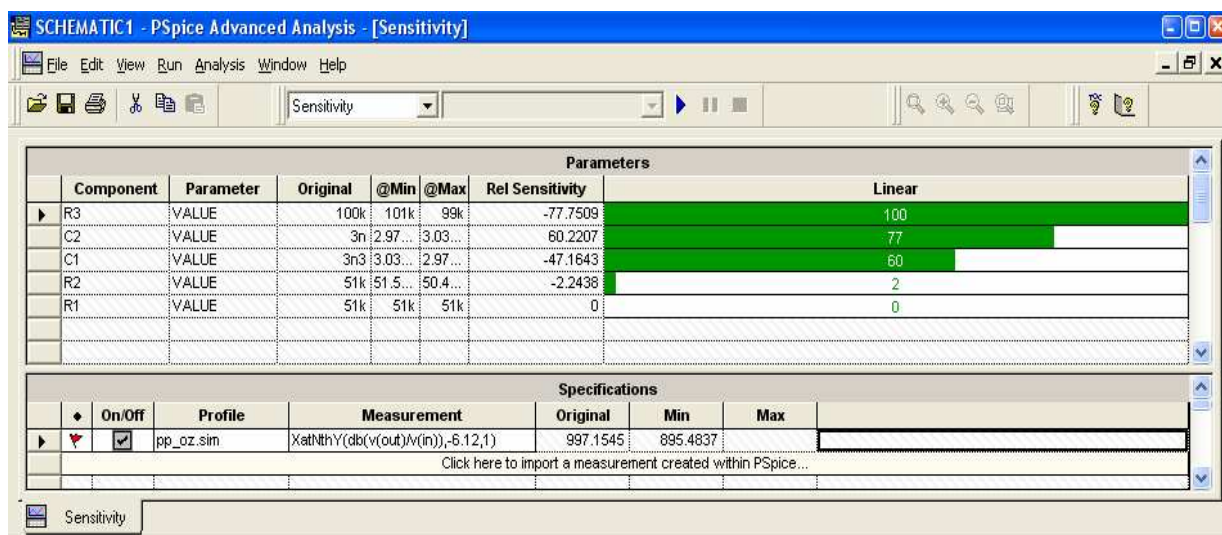 SCHEMATIC1 - PSpice Advanced Analysis - [Sensitivity]
File Edit View Run Analysis Window Help
Sensitivity
Parameters
Component Parameter Original @Min @Max Rel Sensitivity Linear
R3 VALUE 100k 101k 99k -77.7509 100
C2 VALUE 3n 2.97... 3.03... 60.2207 77
C1 VALUE 3n3 3.03... 2.97... -47.1643 60
R2 VALUE 51k 51.5... 50.4... -2.2438 2
R1 VALUE 51k 51k 51k 0 0
Specifications
On/Off Profile Measurement Original Min Max
pp_oz.sim XatNthY(db(v(out)/v(in)),-6.12,1) 997.1545 895.4837
Click here to import a measurement created within PSpice...
Sensitivity